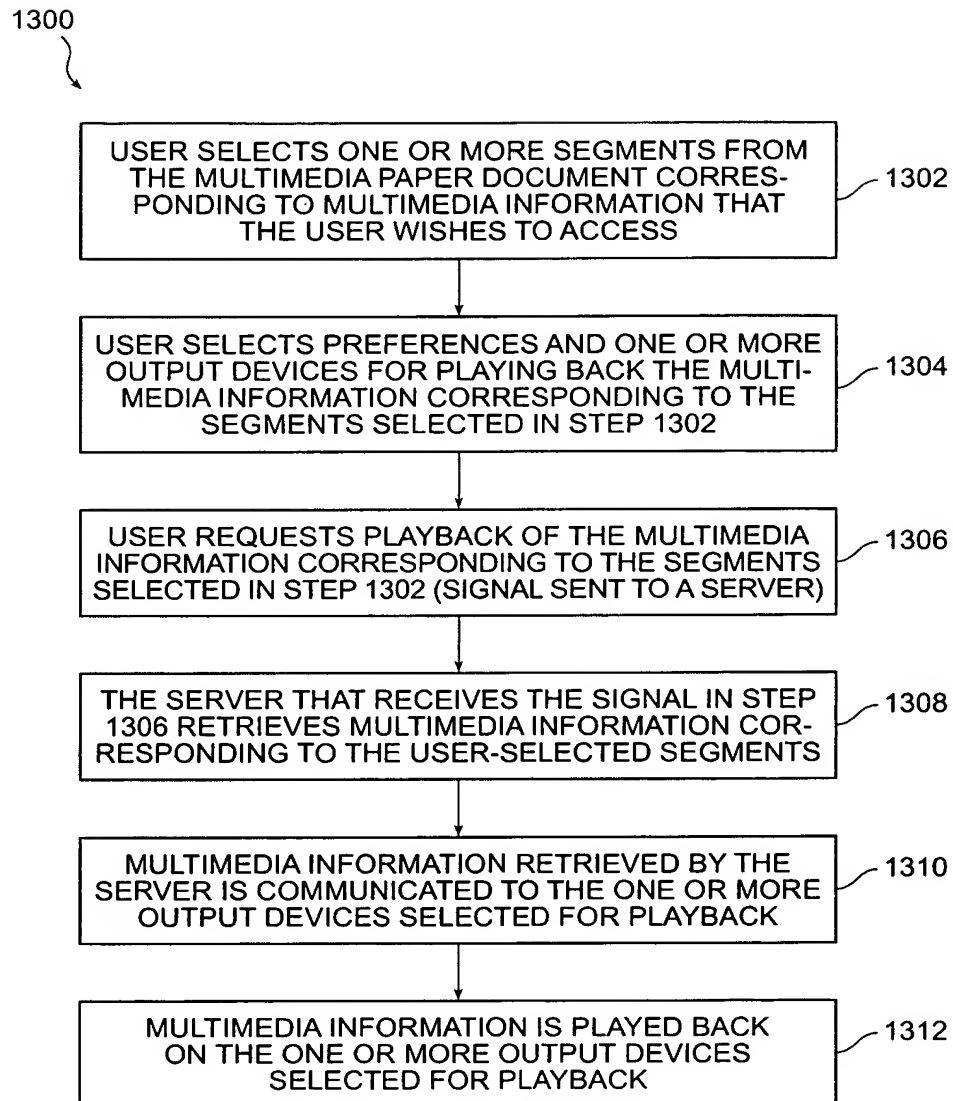 1300
USER SELECTS ONE OR MORE SEGMENTS FROM
THE MULTIMEDIA PAPER DOCUMENT CORRES-
PONDING TO MULTIMEDIA INFORMATION THAT
THE USER WISHES TO ACCESS
1302
USER SELECTS PREFERENCES AND ONE OR MORE
OUTPUT DEVICES FOR PLAYING BACK THE MULTI-
MEDIA INFORMATION CORRESPONDING TO THE
SEGMENTS SELECTED IN STEP 1302
1304
USER REQUESTS PLAYBACK OF THE MULTIMEDIA
INFORMATION CORRESPONDING TO THE SEGMENTS
SELECTED IN STEP 1302 (SIGNAL SENT TO A SERVER)
1306
THE SERVER THAT RECEIVES THE SIGNAL IN STEP
1306 RETRIEVES MULTIMEDIA INFORMATION COR-
RESPONDING TO THE USER-SELECTED SEGMENTS
1308
MULTIMEDIA INFORMATION RETRIEVED BY THE
SERVER IS COMMUNICATED TO THE ONE OR MORE
OUTPUT DEVICES SELECTED FOR PLAYBACK
1310
MULTIMEDIA INFORMATION IS PLAYED BACK
ON THE ONE OR MORE OUTPUT DEVICES
SELECTED FOR PLAYBACK
1312